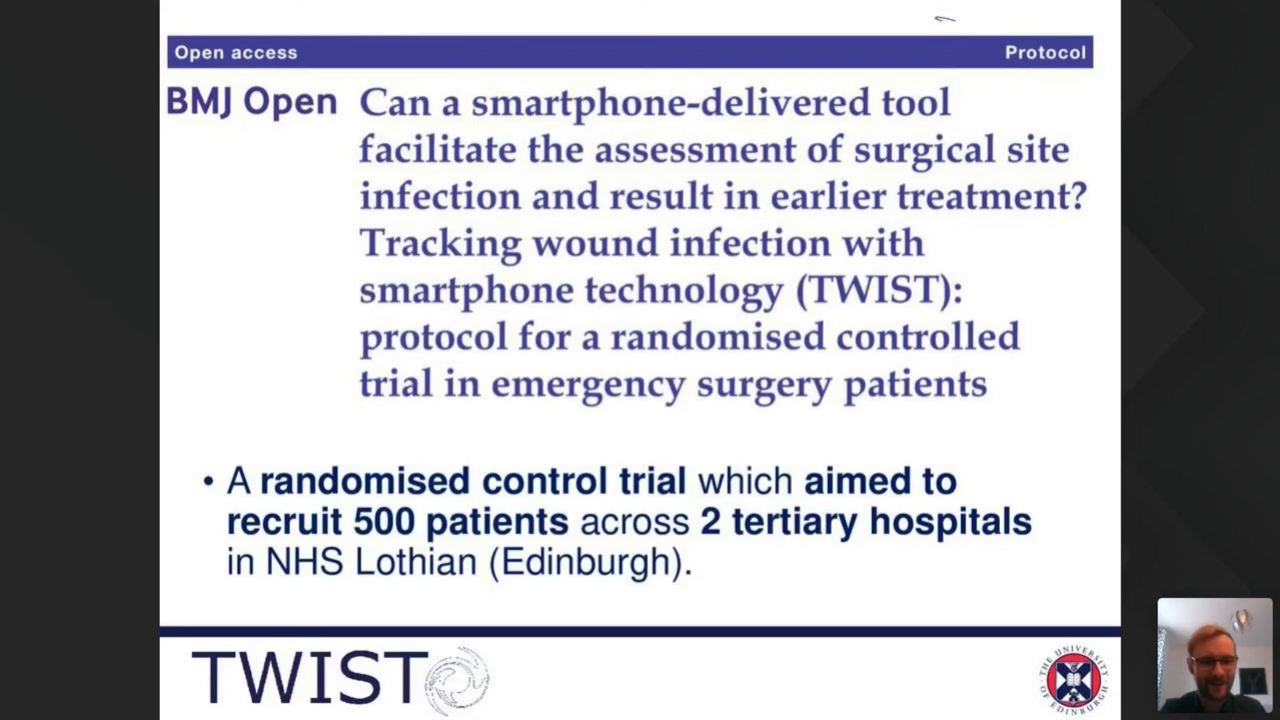 Open access
Protocol
BMJ Open
Can a smartphone-delivered tool
facilitate the assessment of surgical site
infection and result in earlier treatment?
Tracking wound infection with
smartphone technology (TWIST):
protocol for a randomised controlled
trial in emergency surgery patients
• A randomised control trial which aimed to
recruit 500 patients across 2 tertiary hospitals
in NHS Lothian (Edinburgh).
TWIST
THE UNIVERSITY
OF EDINBURGH